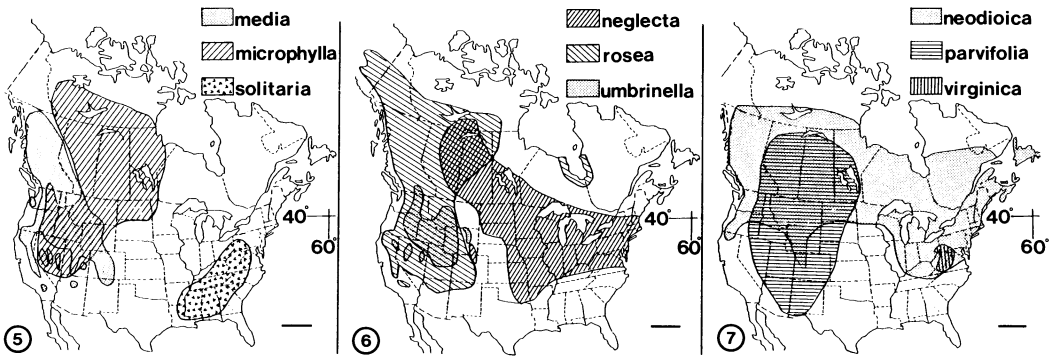 media
microphylla
solitaria
40°
60°
5
neglecta
rosea
umbrinella
40°
60°
6
neodioica
parvifolia
virginica
40°
60°
7